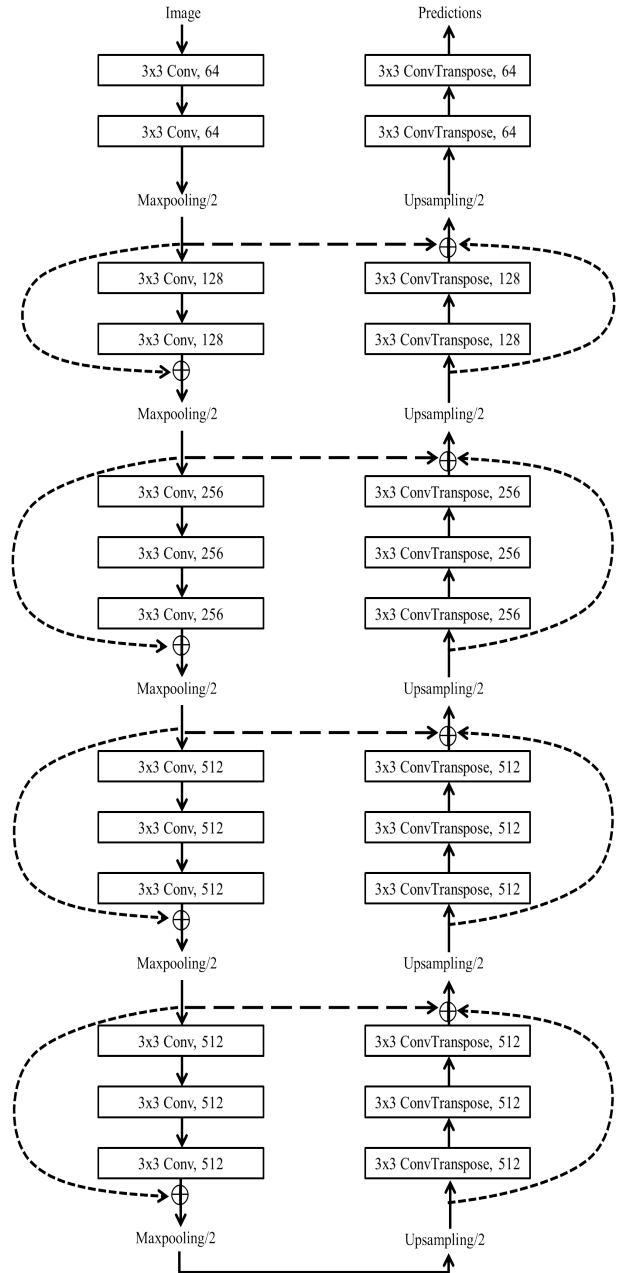 Image
3x3 Conv, 64
3x3 Conv, 64
Maxpooling/2
3x3 Conv, 128
3x3 Conv, 128
Maxpooling/2
3x3 Conv, 256
3x3 Conv, 256
3x3 Conv, 256
Maxpooling/2
3x3 Conv, 512
3x3 Conv, 512
3x3 Conv, 512
Maxpooling/2
3x3 Conv, 512
3x3 Conv, 512
3x3 Conv, 512
Maxpooling/2
Predictions
3x3 ConvTranspose, 64
3x3 ConvTranspose, 64
Upsampling/2
3x3 ConvTranspose, 128
3x3 ConvTranspose, 128
Upsampling/2
3x3 ConvTranspose, 256
3x3 ConvTranspose, 256
3x3 ConvTranspose, 256
Upsampling/2
3x3 ConvTranspose, 512
3x3 ConvTranspose, 512
3x3 ConvTranspose, 512
Upsampling/2
3x3 ConvTranspose, 512
3x3 ConvTranspose, 512
3x3 ConvTranspose, 512
Upsampling/2